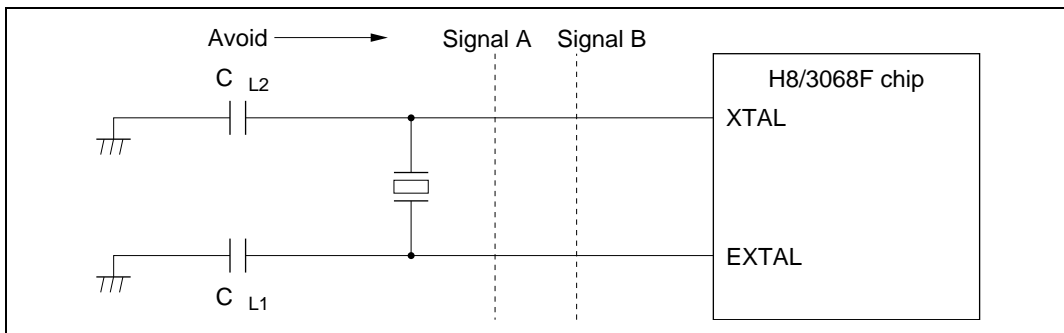 Avoid
Signal A
Signal B
C L2
H8/3068F chip
XTAL
EXTAL
C L1